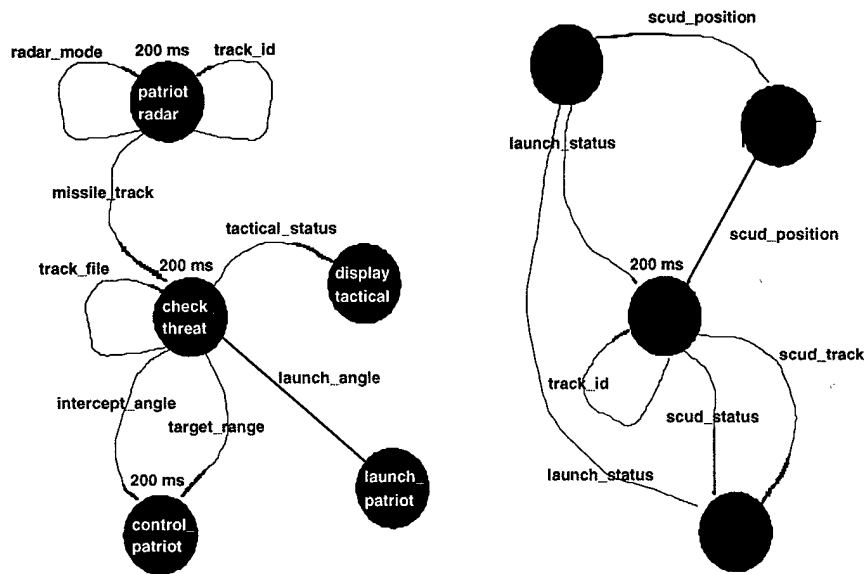 radar_mode
200 ms
track_id
patriot
radar
missile_track
200 ms
tactical_status
track_file
display
tactical
check
threat
launch_angle
intercept_angle
target_range
200 ms
launch_
patriot
control_
patriot
scud_position
launch_status
scud_position
200 ms
scud_track
track_id
scud_status
launch_status